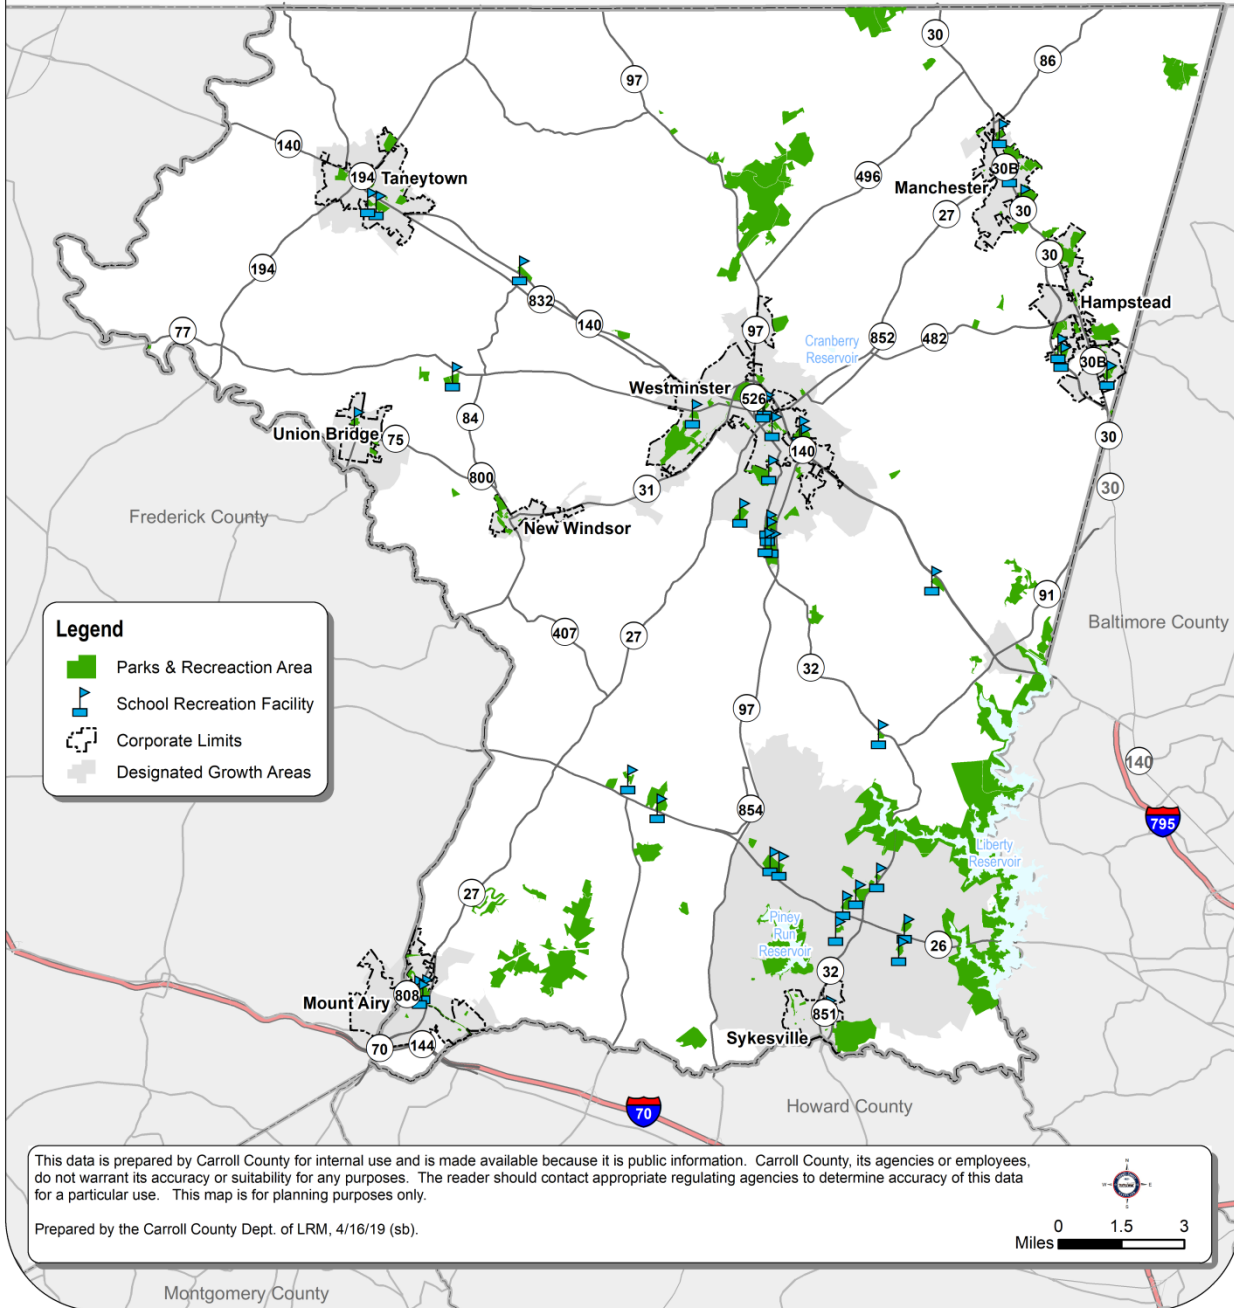 30
86
97
140
194
Taneytown
496
30B
Manchester
27
30
194
30
832
140
Hampstead
77
97
Cranberry
Reservoir
852
482
30B
Westminster
526
84
Union Bridge
75
30
140
800
31
30
Frederick County
New Windsor
91
Baltimore County
407
27
32
97
Legend
Parks & Recreaction Area
School Recreation Facility
Corporate Limits
Designated Growth Areas
140
854
795
Liberty
Reservoir
27
Piney
Run
Reservoir
26
32
808
Mount Airy
851
Sykesville
70
144
70
Howard County
This data is prepared by Carroll County for internal use and is made available because it is public information. Carroll County, its agencies or employees,
do not warrant its accuracy or suitability for any purposes. The reader should contact appropriate regulating agencies to determine accuracy of this data
for a particular use. This map is for planning purposes only.
Prepared by the Carroll County Dept. of LRM, 4/16/19 (sb).
N
W
E
S
0 1.5 3
Miles
Montgomery County